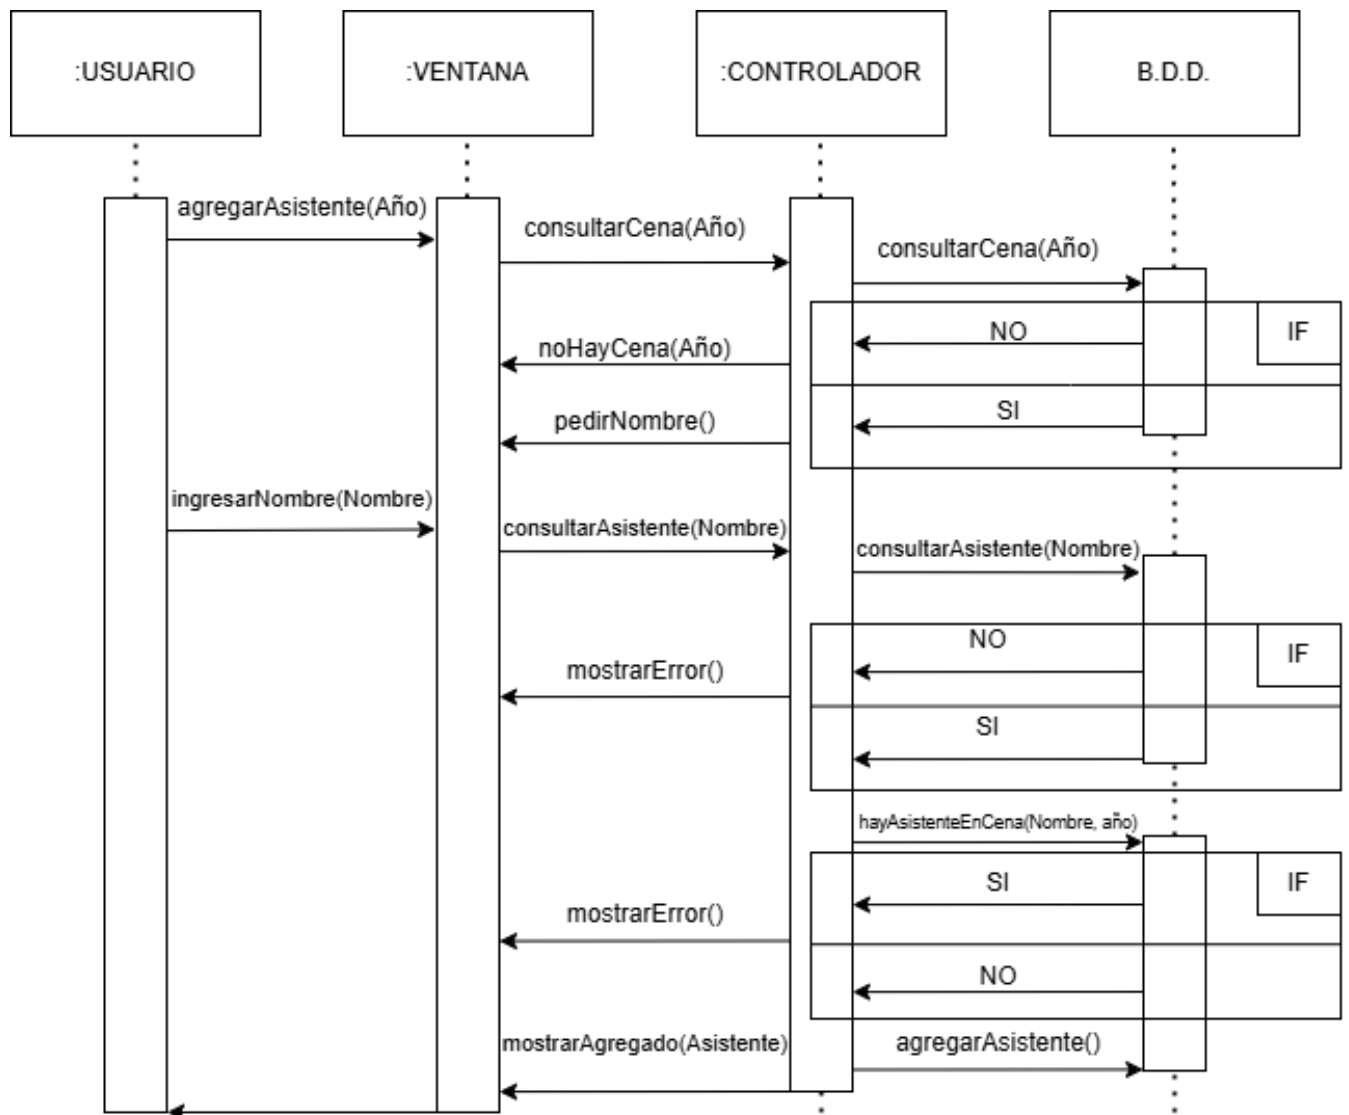 :USUARIO
:VENTANA
:CONTROLADOR
B.D.D.
agregarAsistente(Año)
consultarCena(Año)
consultarCena(Año)
IF
NO
noHayCena(Año)
SI
pedirNombre()
ingresarNombre(Nombre)
consultarAsistente(Nombre)
consultarAsistente(Nombre)
IF
NO
mostrarError()
SI
hayAsistenteEnCena(Nombre, año)
IF
SI
mostrarError()
NO
mostrarAgregado(Asistente)
agregarAsistente()